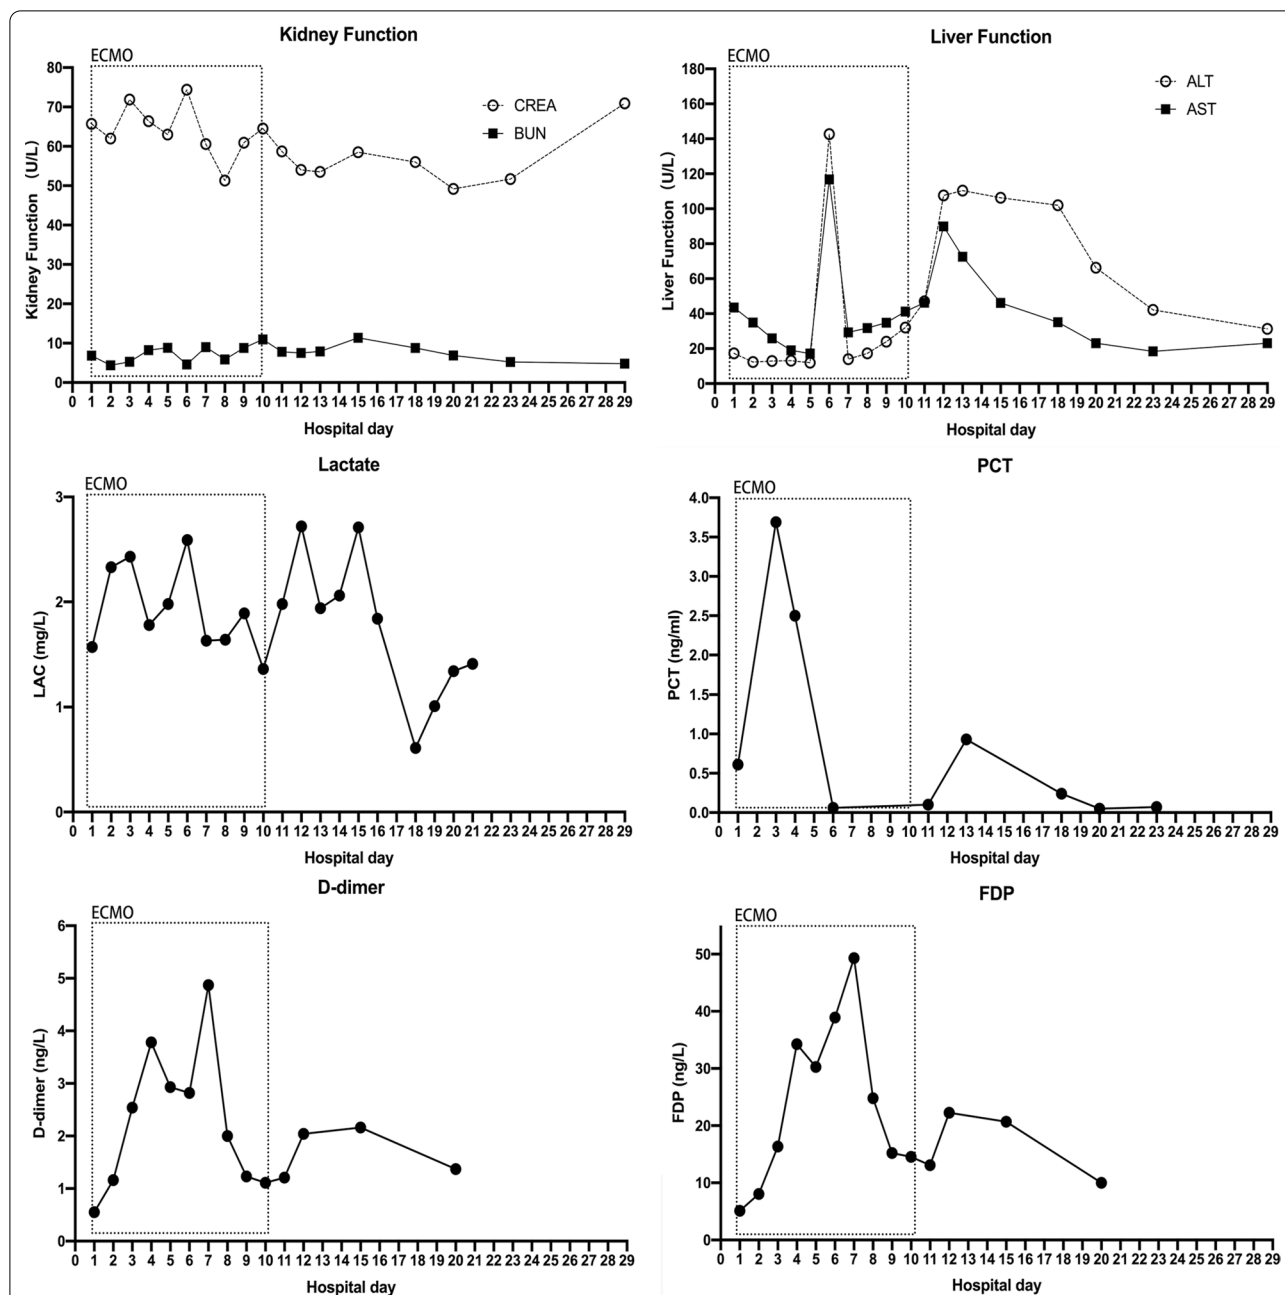 Kidney Function
ECMO
80
70
60
50
40
30
20
10
0
Kidney Function (U/L)
CREA
BUN
0 1 2 3 4 5 6 7 8 9 10 11 12 13 14 15 16 17 18 19 20 21 22 23 24 25 26 27 28 29
Hospital day
Liver Function
ECMO
180
160
140
120
100
80
60
40
20
0
Liver Function (U/L)
ALT
AST
0 1 2 3 4 5 6 7 8 9 10 11 12 13 14 15 16 17 18 19 20 21 22 23 24 25 26 27 28 29
Hospital day
Lactate
ECMO
3
2
1
0
LAC (mg/L)
0 1 2 3 4 5 6 7 8 9 10 11 12 13 14 15 16 17 18 19 20 21 22 23 24 25 26 27 28 29
Hospital day
PCT
ECMO
4.0
3.5
3.0
2.5
2.0
1.5
1.0
0.5
0.0
PCT (ng/ml)
0 1 2 3 4 5 6 7 8 9 10 11 12 13 14 15 16 17 18 19 20 21 22 23 24 25 26 27 28 29
Hospital day
D-dimer
ECMO
6
5
4
3
2
1
0
D-dimer (ng/L)
0 1 2 3 4 5 6 7 8 9 10 11 12 13 14 15 16 17 18 19 20 21 22 23 24 25 26 27 28 29
Hospital day
FDP
ECMO
50
40
30
20
10
0
FDP (ng/L)
0 1 2 3 4 5 6 7 8 9 10 11 12 13 14 15 16 17 18 19 20 21 22 23 24 25 26 27 28 29
Hospital day